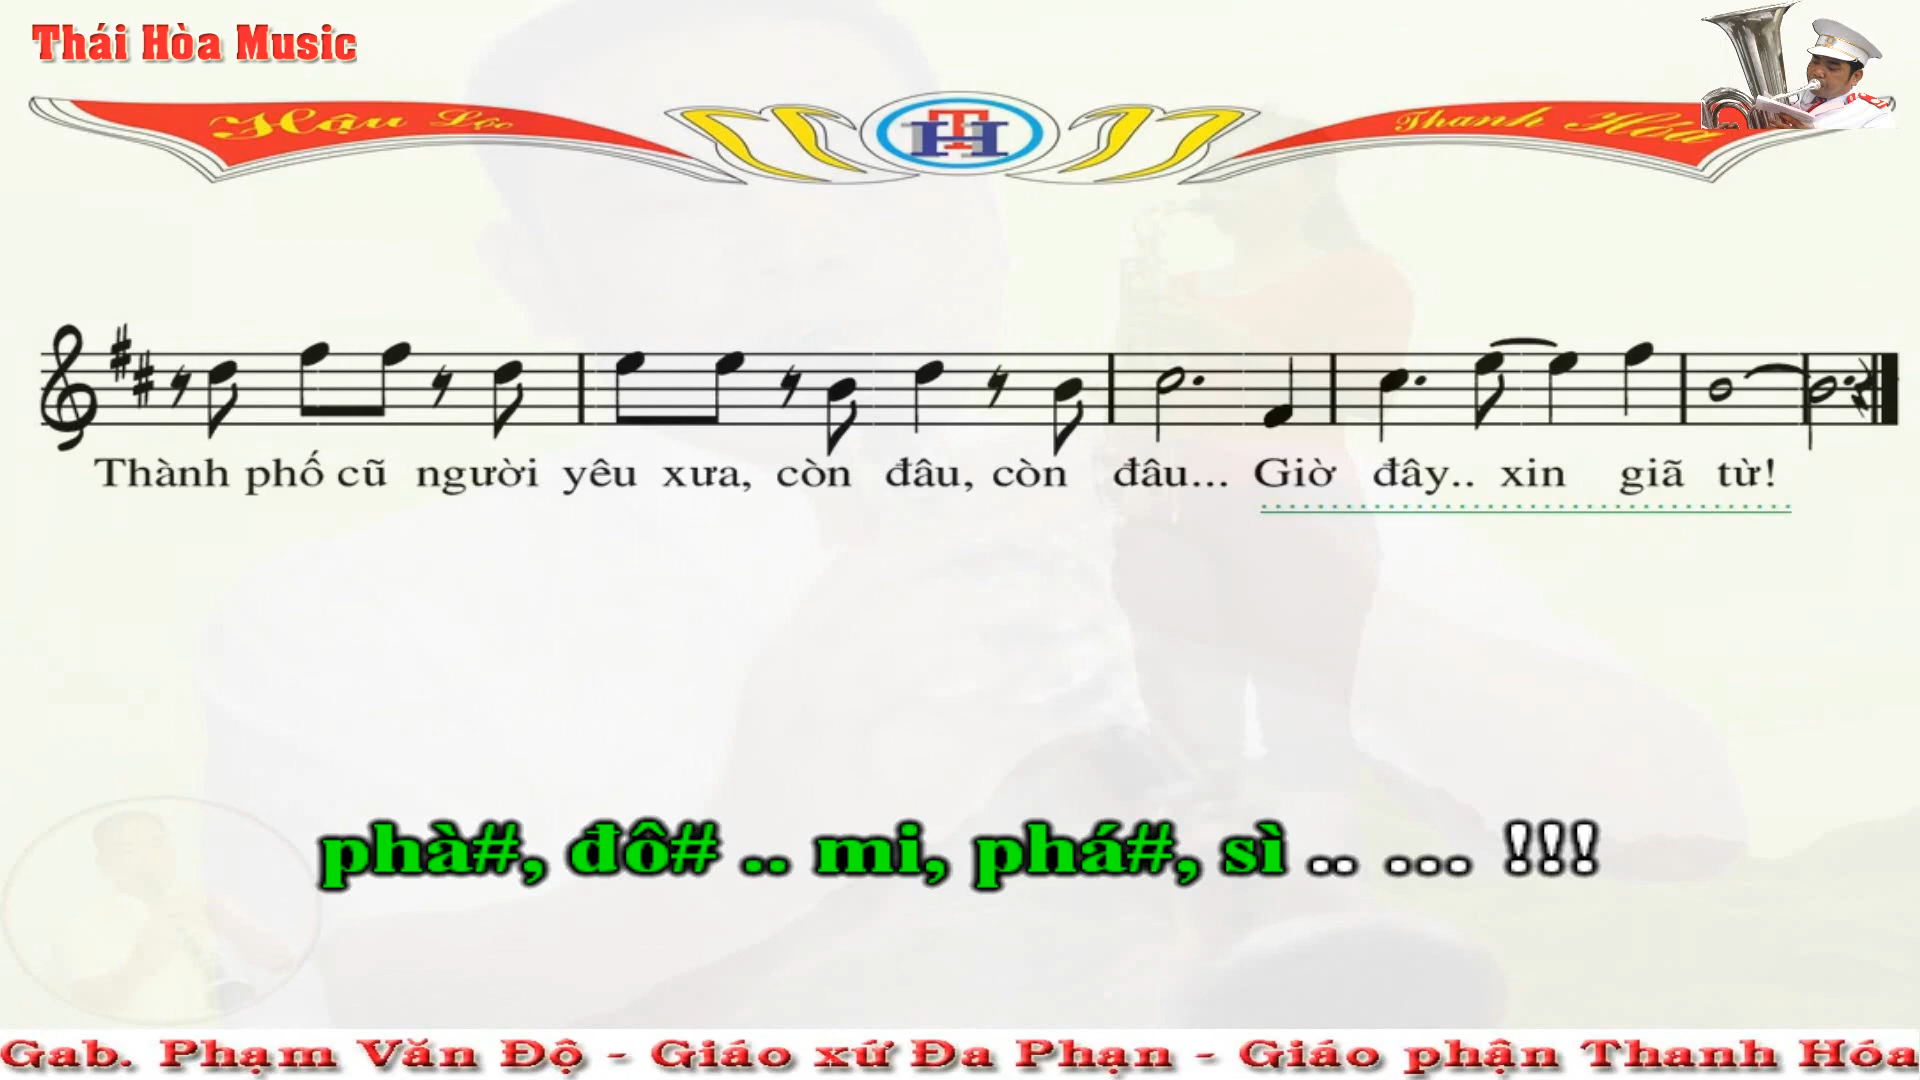 Thái Hòa Music
Hậu Lộc
TH
Thanh Hóa
Thành phố cũ người yêu xưa, còn đâu, còn đâu... Giờ đây.. xin giã từ!
phà#, đô# .. mi, phá#, sì .. ... !!!
Gab. Phạm Văn Độ - Giáo xứ Đa Phạn - Giáo phận Thanh Hóa